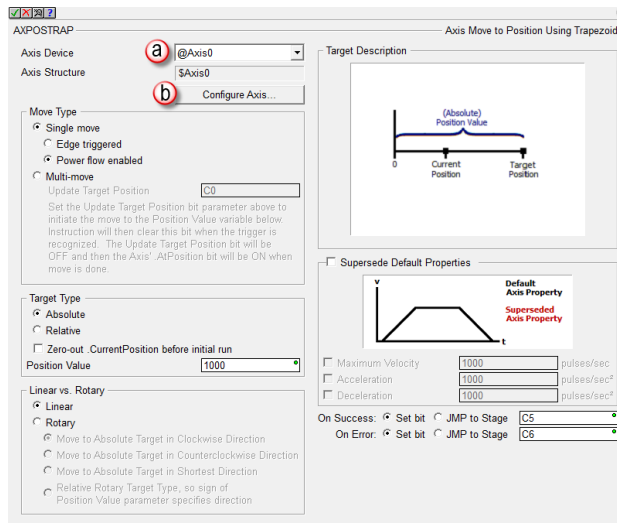 AXPOSTRAP
Axis Move to Position Using Trapezoid
Axis Device
a
@Axis0
Axis Structure
$Axis0
b
Configure Axis...
Move Type
Single move
Edge triggered
Power flow enabled
Multi-move
Update Target Position
C0
Set the Update Target Position bit parameter above to
initiate the move to the Position Value variable below.
Instruction will then clear this bit when the trigger is
recognized. The Update Target Position bit will be
OFF and then the Axis' .AtPosition bit will be ON when
move is done.
Target Type
Absolute
Relative
Zero-out .CurrentPosition before initial run
Position Value
1000
Linear vs. Rotary
Linear
Rotary
Move to Absolute Target in Clockwise Direction
Move to Absolute Target in Counterclockwise Direction
Move to Absolute Target in Shortest Direction
Relative Rotary Target Type, so sign of
Position Value parameter specifies direction
Target Description
(Absolute)
Position Value
0
Current
Position
Target
Position
Supersede Default Properties
v
t
Default
Axis Property
Superseded
Axis Property
Maximum Velocity
1000
pulses/sec
Acceleration
1000
pulses/sec²
Deceleration
1000
pulses/sec²
On Success: Set bit JMP to Stage C5
On Error: Set bit JMP to Stage C6